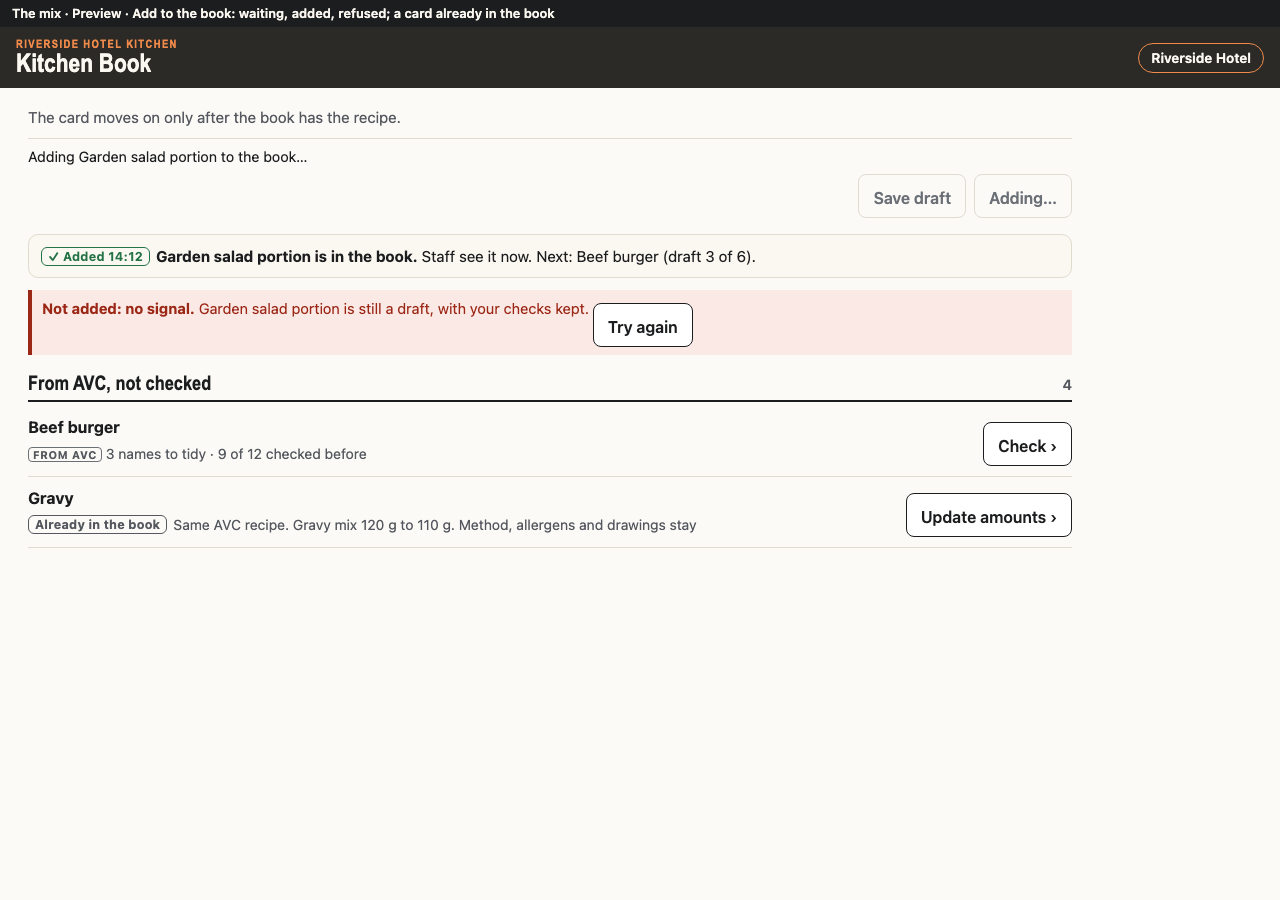 The mix · Preview · Add to the book: waiting, added, refused; a card already in the book
RIVERSIDE HOTEL KITCHEN
Kitchen Book
Riverside Hotel
The card moves on only after the book has the recipe.
Adding Garden salad portion to the book…
Save draft
Adding…
✓ Added 14:12 Garden salad portion is in the book. Staff see it now. Next: Beef burger (draft 3 of 6).
Not added: no signal. Garden salad portion is still a draft, with your checks kept. Try again
From AVC, not checked 4
Beef burger
FROM AVC 3 names to tidy · 9 of 12 checked before
Check ›
Gravy
Already in the book Same AVC recipe. Gravy mix 120 g to 110 g. Method, allergens and drawings stay
Update amounts ›